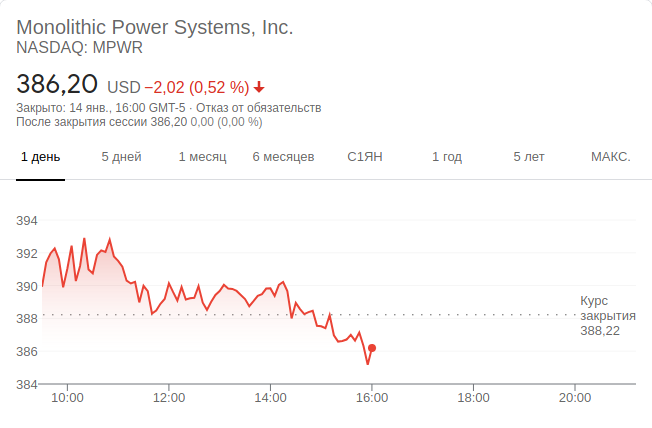 Monolithic Power Systems, Inc.
NASDAQ: MPWR
386,20 USD −2,02 (0,52 %)
Закрыто: 14 янв., 16:00 GMT-5 · Отказ от обязательств
После закрытия сессии 386,20 0,00 (0,00 %)
1 день 5 дней 1 месяц 6 месяцев С1ЯН 1 год 5 лет МАКС.
394
392
390
Курс
388 закрытия
388,22
386
384
10:00 12:00 14:00 16:00 18:00 20:00